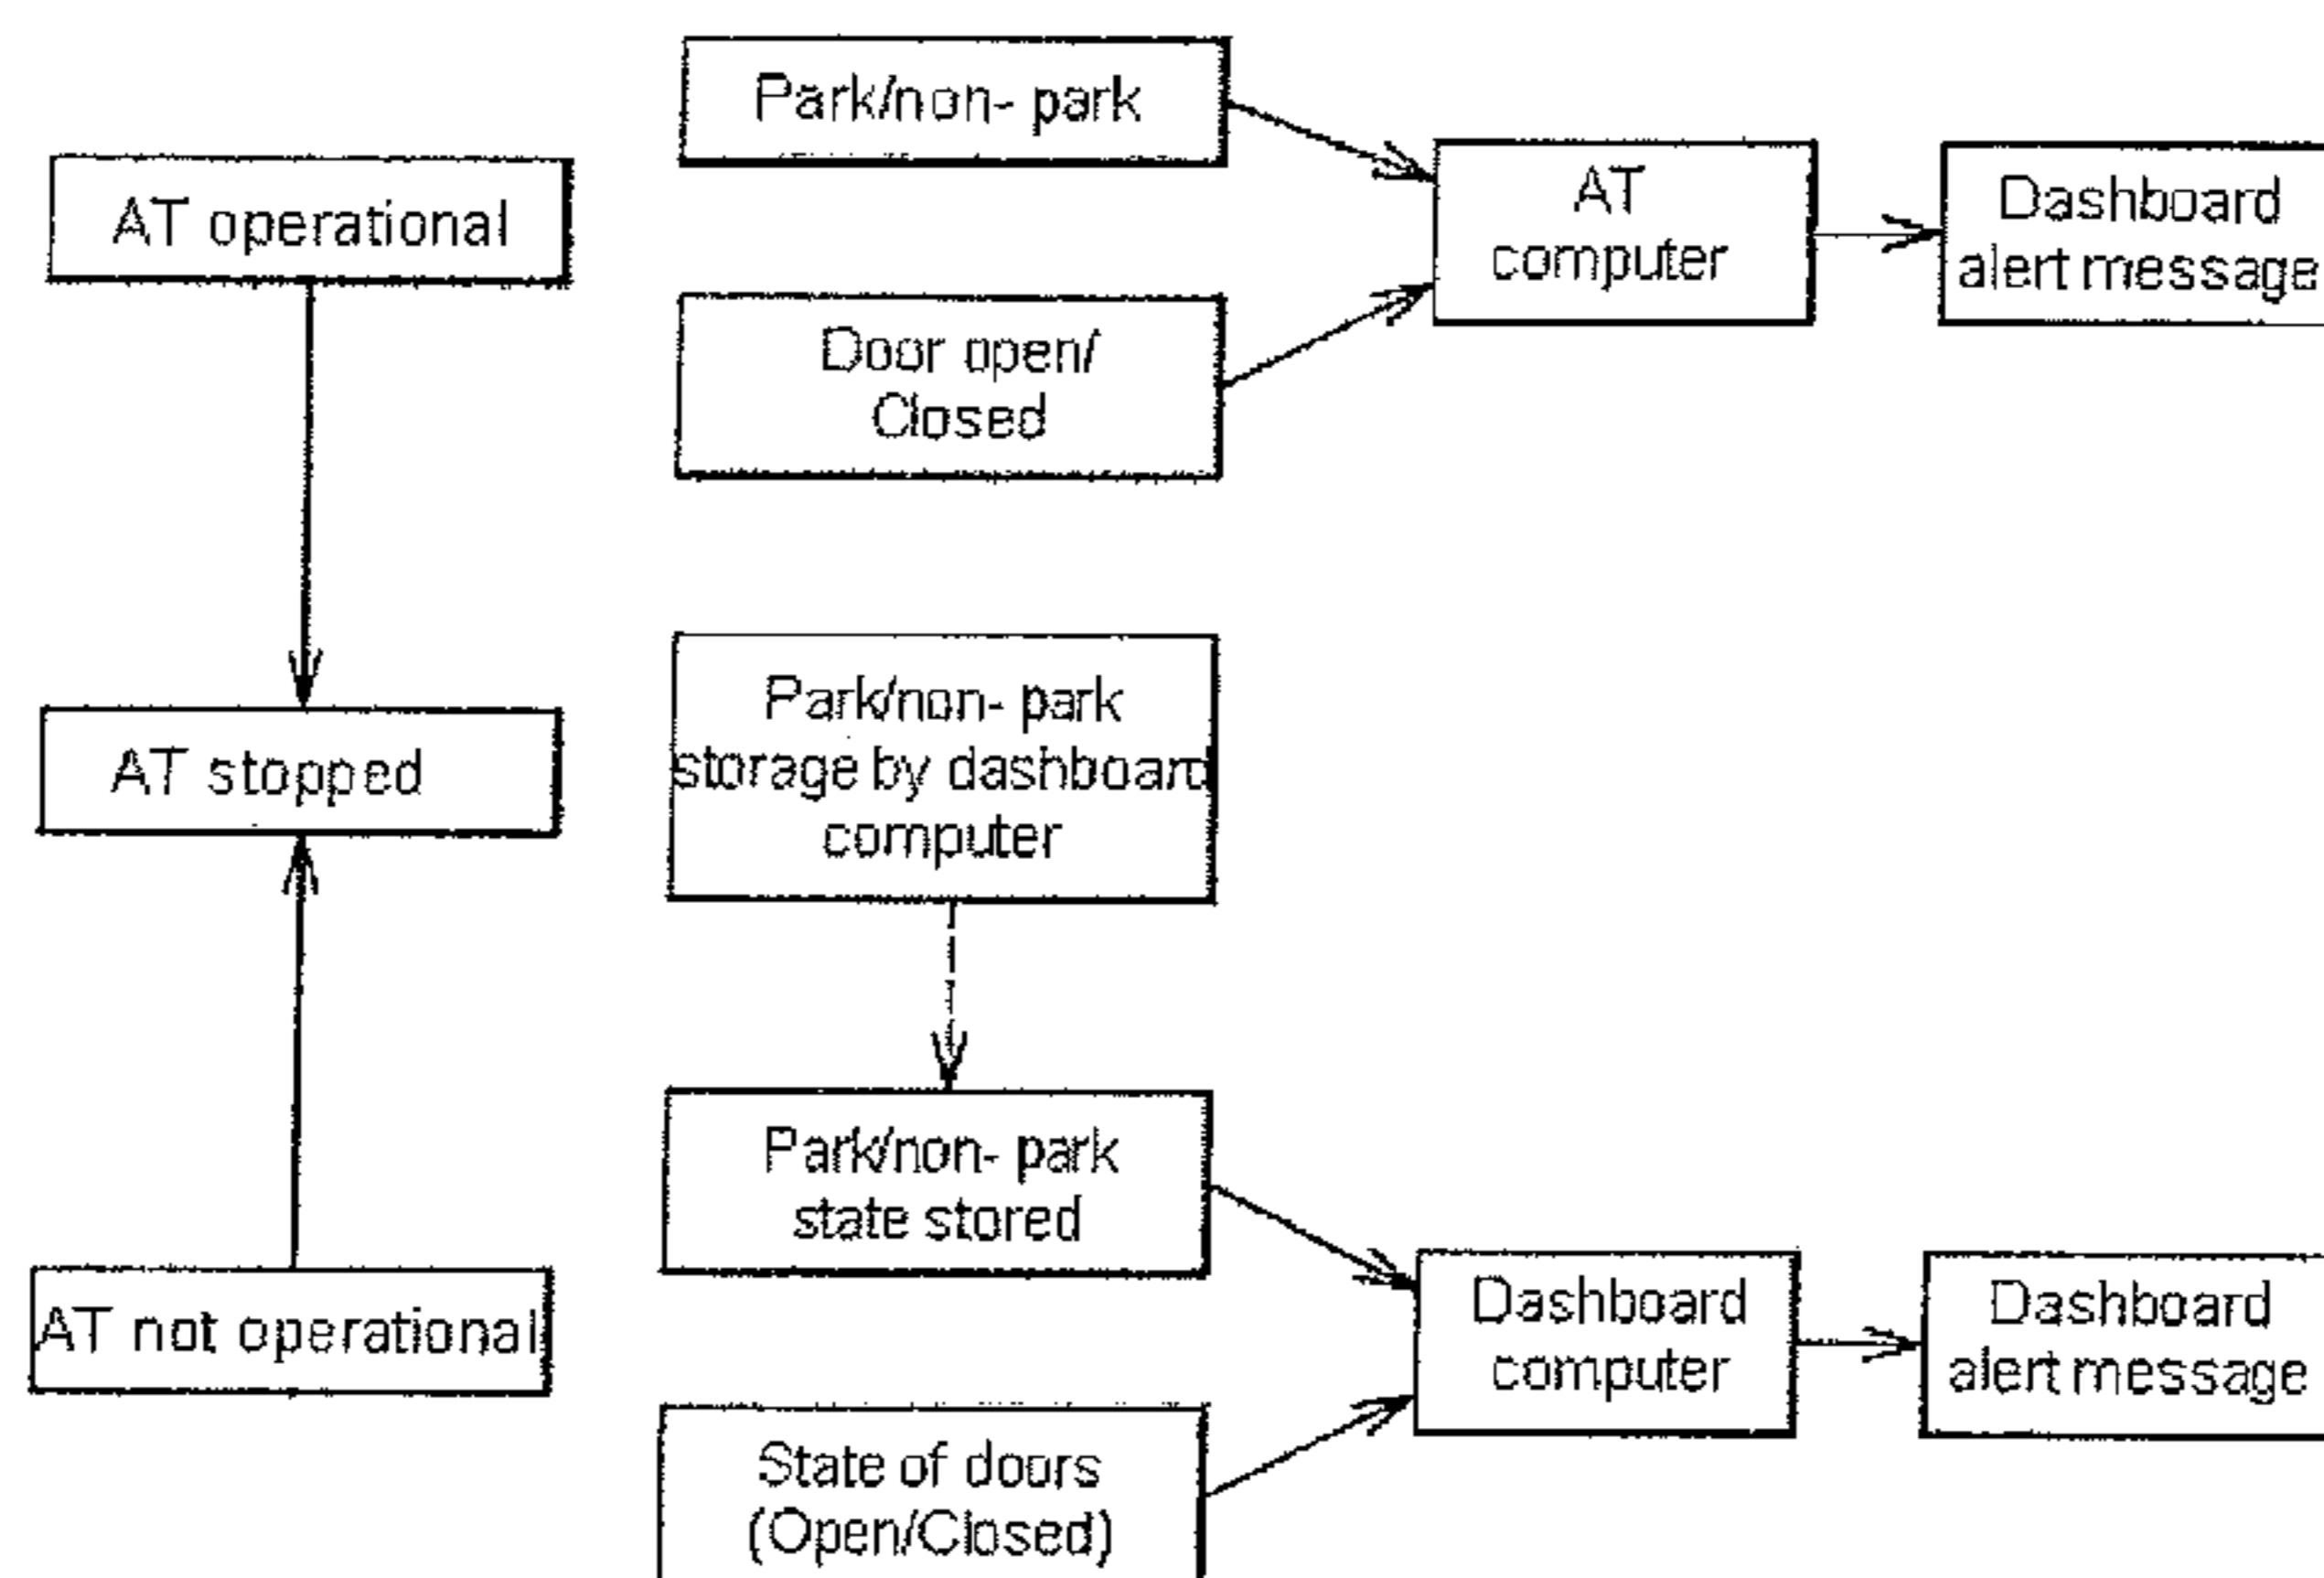 Park/non- park
AT operational
AT
computer
Dashboard
alert message
Door open/
Closed
AT stopped
Park/non- park
storage by dashboard
computer
Park/non- park
state stored
AT not operational
Dashboard
computer
Dashboard
alert message
State of doors
(Open/Closed)